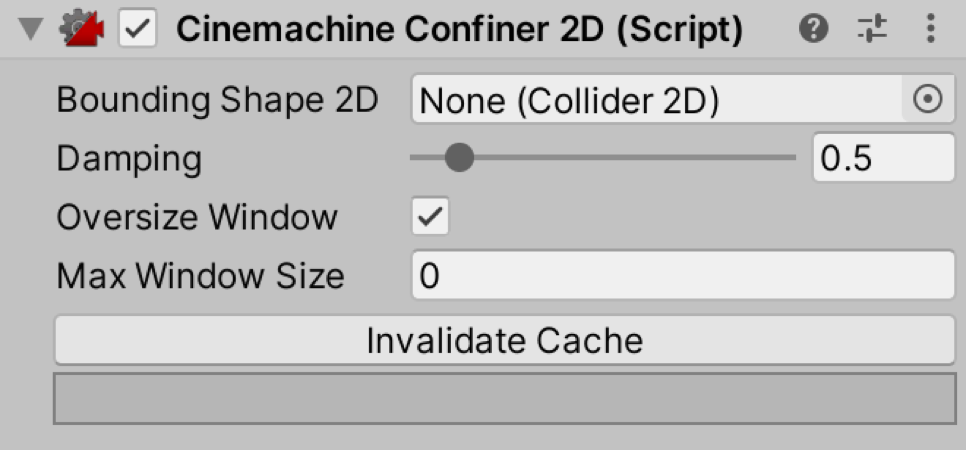 Cinemachine Confiner 2D (Script)
Bounding Shape 2D None (Collider 2D)
Damping 0.5
Oversize Window
Max Window Size 0
Invalidate Cache